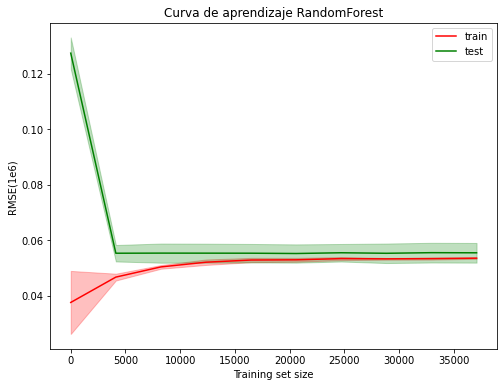 Curva de aprendizaje RandomForest
train
test
RMSE(1e6)
0.12
0.10
0.08
0.06
0.04
0
5000
10000
15000
20000
25000
30000
35000
Training set size